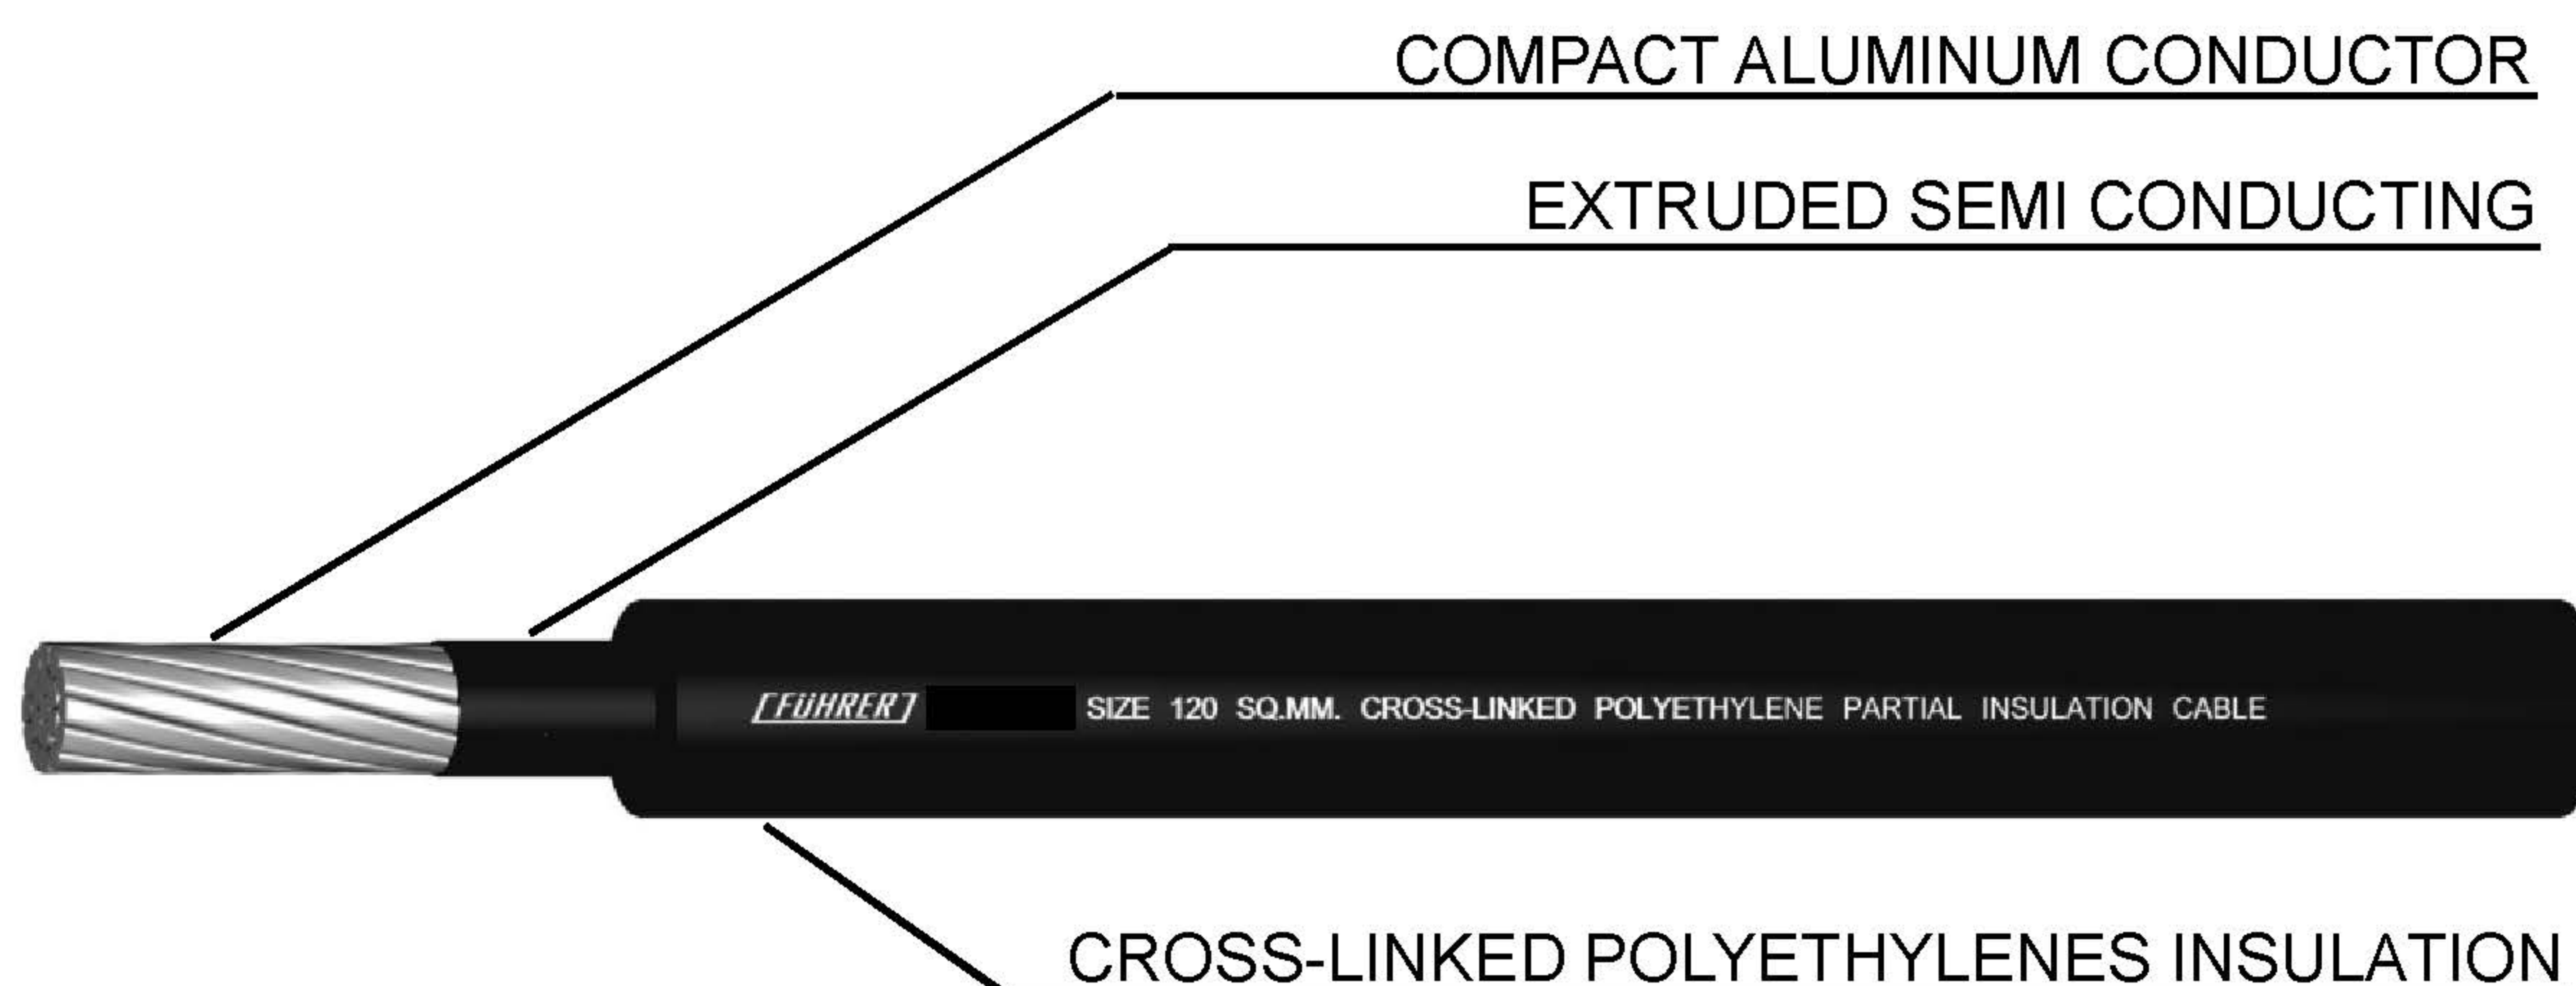 COMPACT ALUMINUM CONDUCTOR
EXTRUDED SEMI CONDUCTING
[FÜHRER] SIZE 120 SQ.MM. CROSS-LINKED POLYETHYLENE PARTIAL INSULATION CABLE
CROSS-LINKED POLYETHYLENES INSULATION